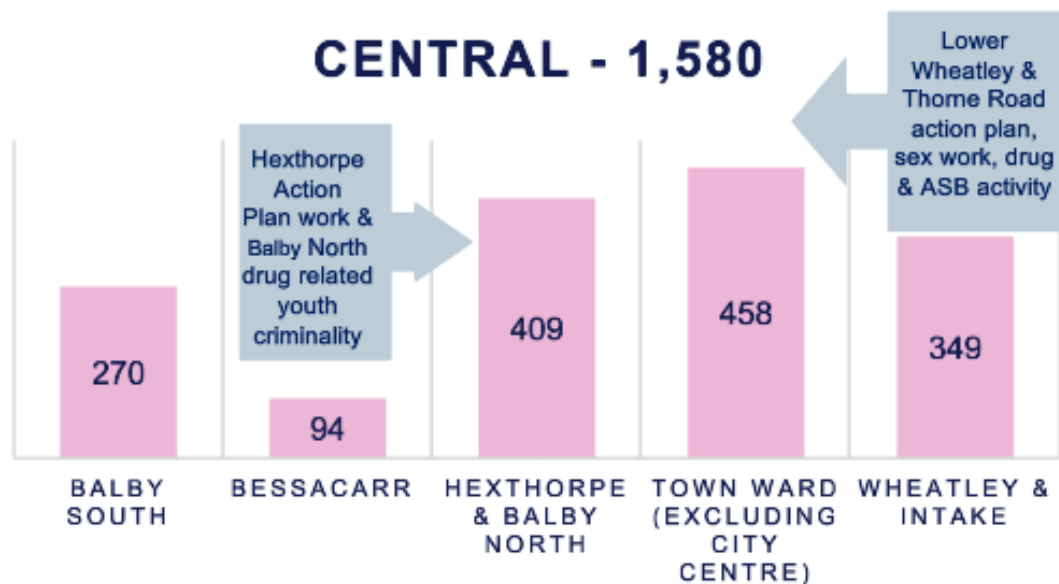 CENTRAL - 1,580
Hexthorpe
Action
Plan work &
Balby North
drug related
youth
criminality
Lower
Wheatley &
Thorne Road
action plan,
sex work, drug
& ASB activity
270
94
409
458
349
BALBY
SOUTH
BESSACARR
HEXTHORPE
& BALBY
NORTH
TOWN WARD
(EXCLUDING
CITY
CENTRE)
WHEATLEY &
INTAKE